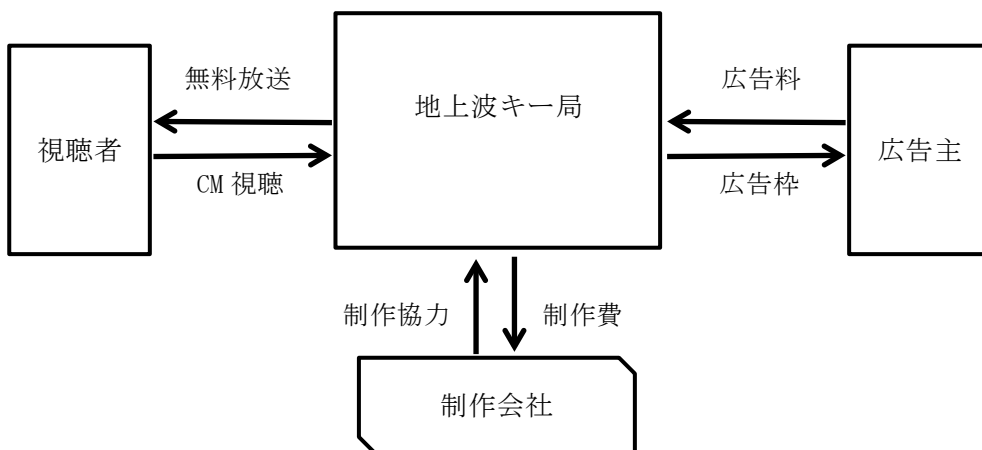 無料放送
地上波キー局
広告料
視聴者
広告主
CM 視聴
広告枠
制作協力
制作費
制作会社